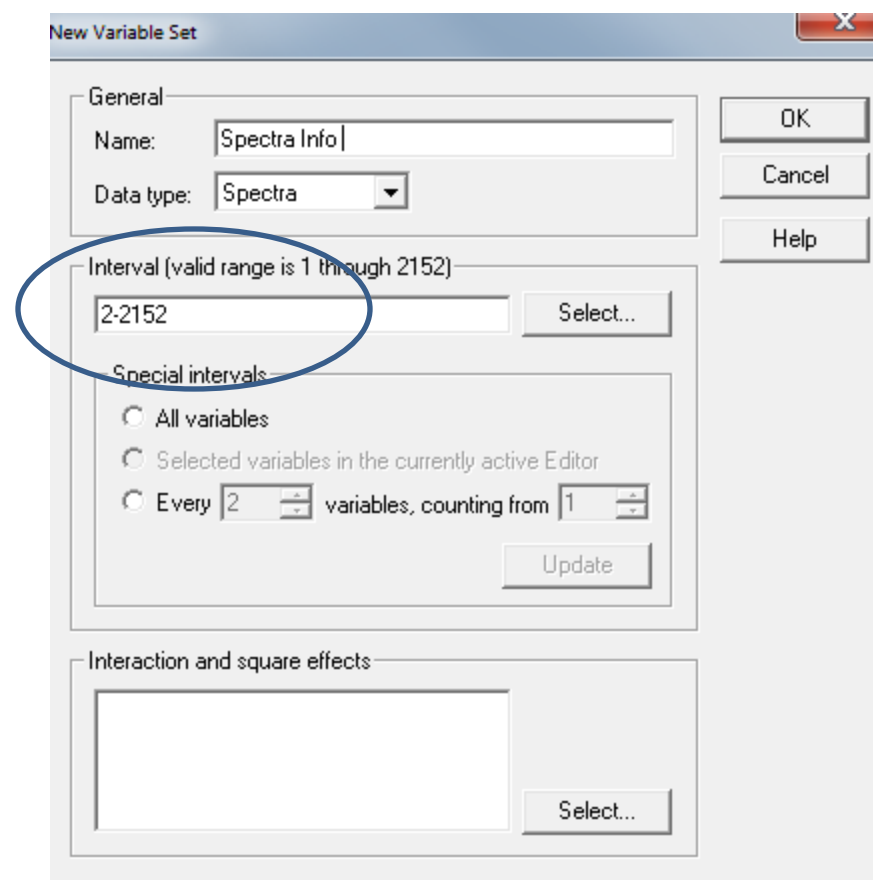 New Variable Set
X
General
Name: Spectra Info
Data type: Spectra
OK
Cancel
Help
Interval (valid range is 1 through 2152)
2-2152 Select...
Special intervals
All variables
Selected variables in the currently active Editor
Every 2 variables, counting from 1
Update
Interaction and square effects
Select...